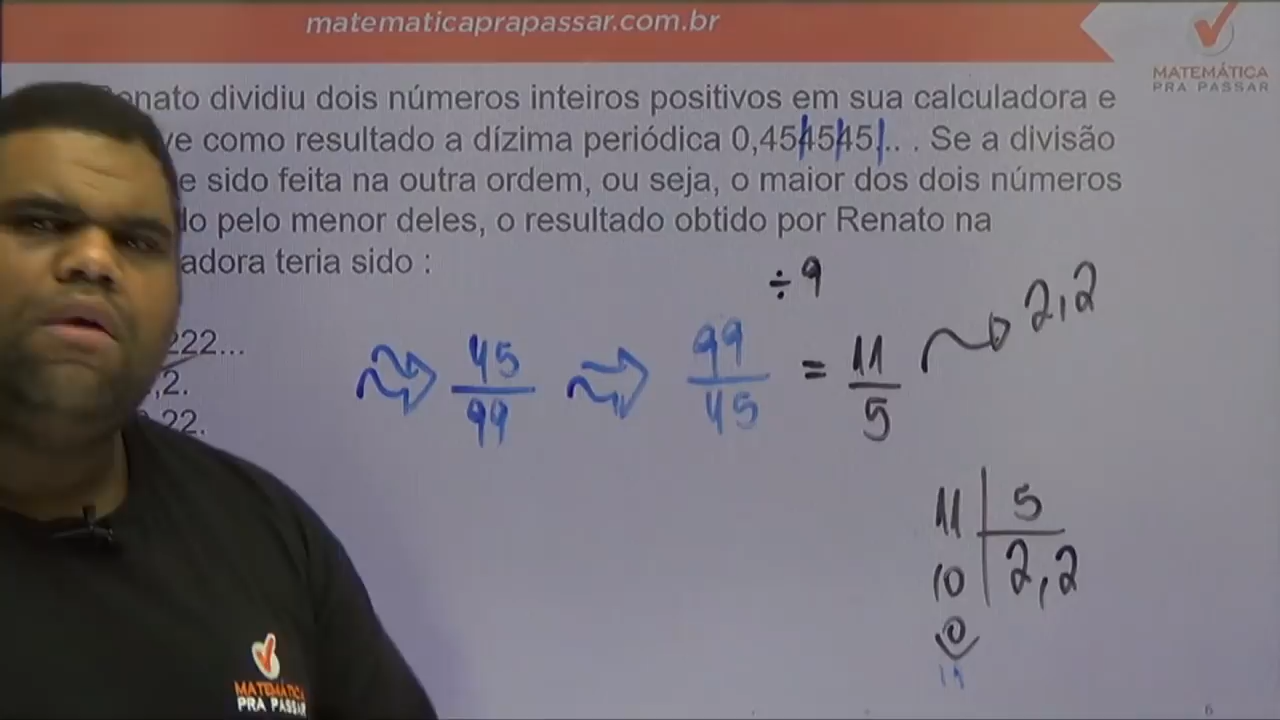 matematicaprapassar.com.br
MATEMÁTICA
PRA PASSAR
enato dividiu dois números inteiros positivos em sua calculadora e
ve como resultado a dízima periódica 0,454545... . Se a divisão
e sido feita na outra ordem, ou seja, o maior dos dois números
do pelo menor deles, o resultado obtido por Renato na
adora teria sido :
222...
,2.
22.
÷ 9
2,2
45/99 99/45 = 11/5
11 5
10 2,2
0
MATEMÁTICA
PRA PASSAR
6